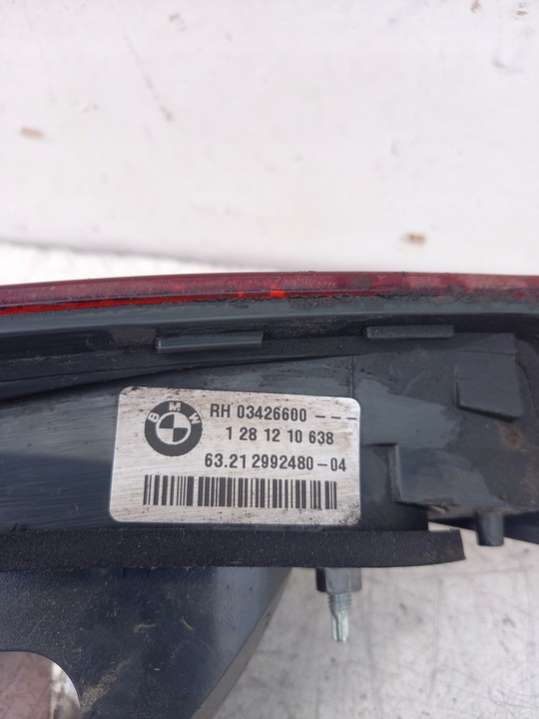 BMW
RH 03426600 ---
1 28 12 10 638
63.21 2992480-04